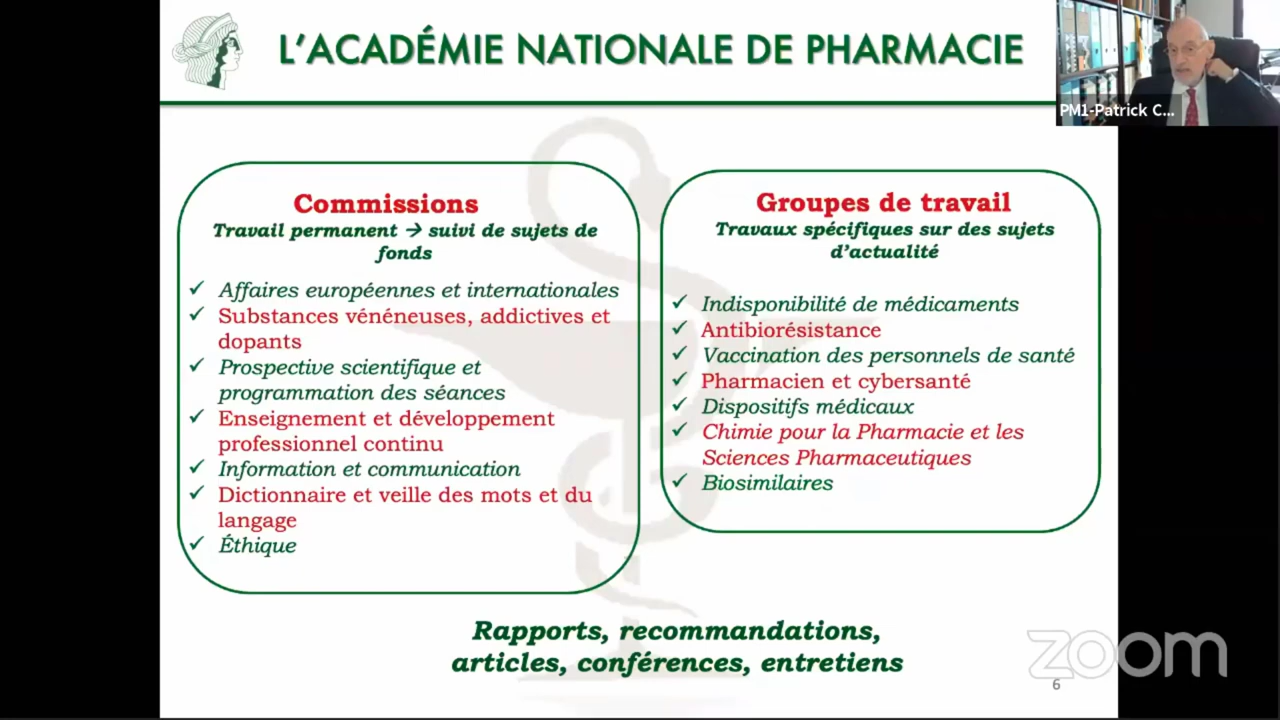 L'ACADÉMIE NATIONALE DE PHARMACIE
PM1-Patrick C...
Commissions
Travail permanent → suivi de sujets de
fonds
✓ Affaires européennes et internationales
✓ Substances vénéneuses, addictives et
dopants
✓ Prospective scientifique et
programmation des séances
✓ Enseignement et développement
professionnel continu
✓ Information et communication
✓ Dictionnaire et veille des mots et du
langage
✓ Éthique
Groupes de travail
Travaux spécifiques sur des sujets
d'actualité
✓ Indisponibilité de médicaments
✓ Antibiorésistance
✓ Vaccination des personnels de santé
✓ Pharmacien et cybersanté
✓ Dispositifs médicaux
✓ Chimie pour la Pharmacie et les
Sciences Pharmaceutiques
✓ Biosimilaires
Rapports, recommandations,
articles, conférences, entretiens
zoom
6